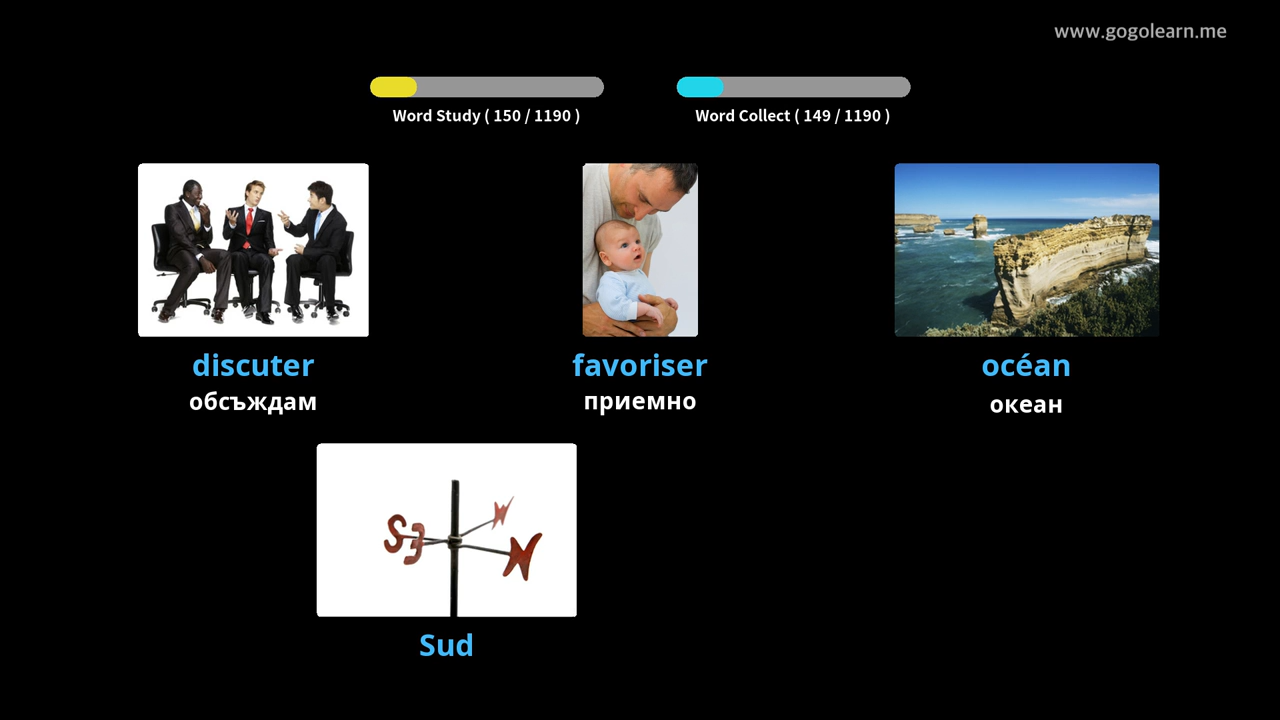 www.gogolearn.me
Word Study ( 150 / 1190 )
Word Collect ( 149 / 1190 )
discuter
обсъждам
favoriser
приемно
océan
океан
S
E
N
Sud